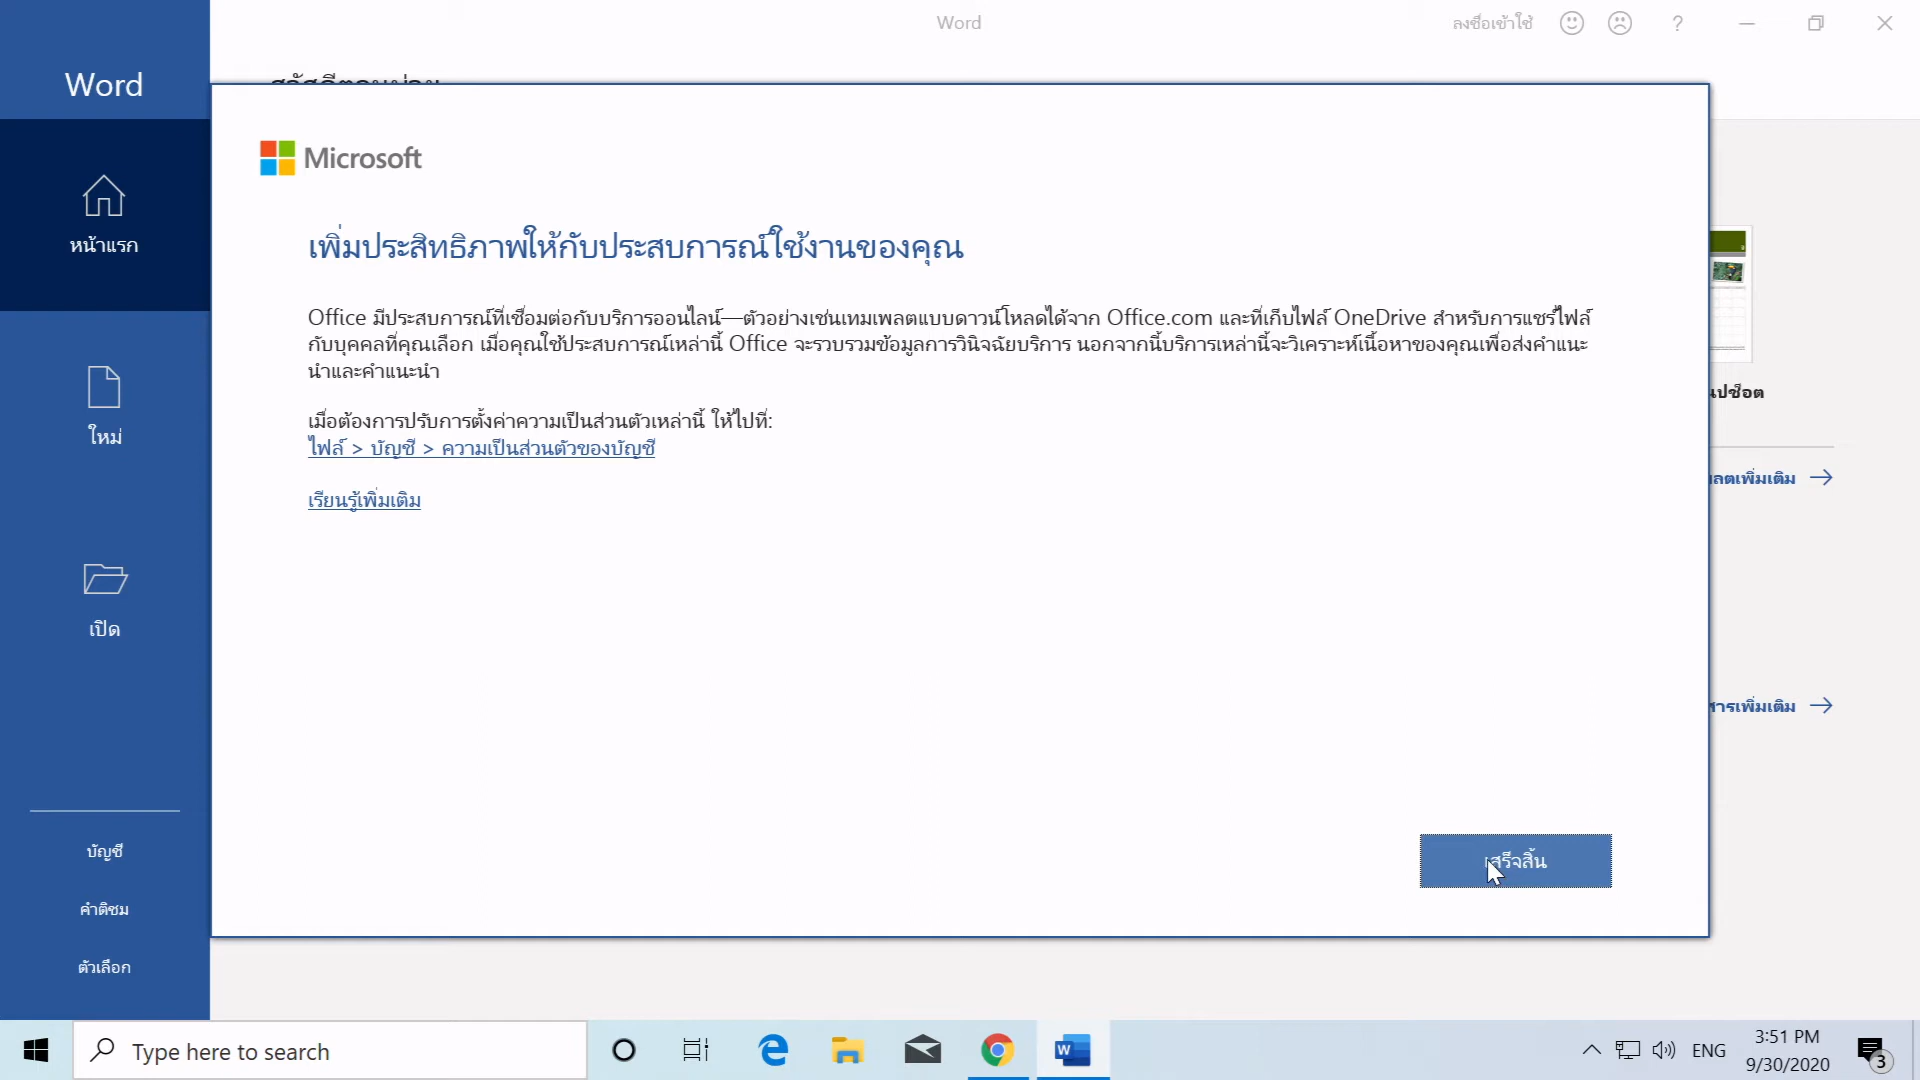 Word
ลงชื่อเข้าใช้
Word
หน้าแรก
ใหม่
เปิด
บัญชี
คำติชม
ตัวเลือก
Microsoft
เพิ่มประสิทธิภาพให้กับประสบการณ์ใช้งานของคุณ
Office มีประสบการณ์ที่เชื่อมต่อกับบริการออนไลน์—ตัวอย่างเช่นเทมเพลตแบบดาวน์โหลดได้จาก Office.com และที่เก็บไฟล์ OneDrive สำหรับการแชร์ไฟล์
กับบุคคลที่คุณเลือก เมื่อคุณใช้ประสบการณ์เหล่านี้ Office จะรวบรวมข้อมูลการวินิจฉัยบริการ นอกจากนี้บริการเหล่านี้จะวิเคราะห์เนื้อหาของคุณเพื่อส่งคำแนะ
นำและคำแนะนำ
เมื่อต้องการปรับการตั้งค่าความเป็นส่วนตัวเหล่านี้ ให้ไปที่:
ไฟล์ > บัญชี > ความเป็นส่วนตัวของบัญชี
เรียนรู้เพิ่มเติม
เสร็จสิ้น
Type here to search
ENG
3:51 PM
9/30/2020
3